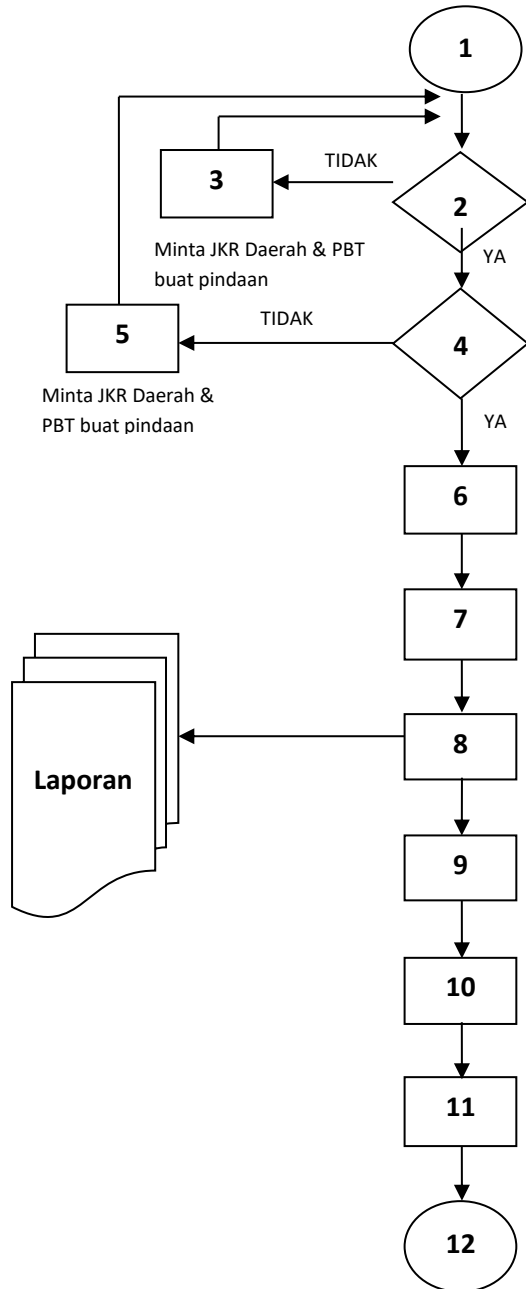 1
TIDAK
3
2
Minta JKR Daerah & PBT
buat pindaan
YA
TIDAK
5
4
Minta JKR Daerah &
PBT buat pindaan
YA
6
7
8
Laporan
9
10
11
12